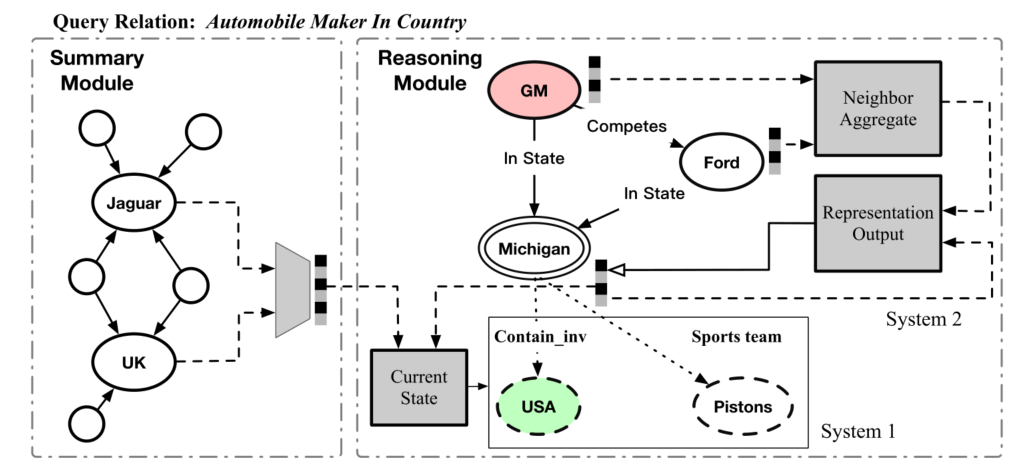 Query Relation: Automobile Maker In Country
Summary
Module
Jaguar
UK
Reasoning
Module
GM
Competes
Ford
In State
In State
Michigan
Neighbor
Aggregate
Representation
Output
System 2
Current
State
Contain_inv
Sports team
USA
Pistons
System 1